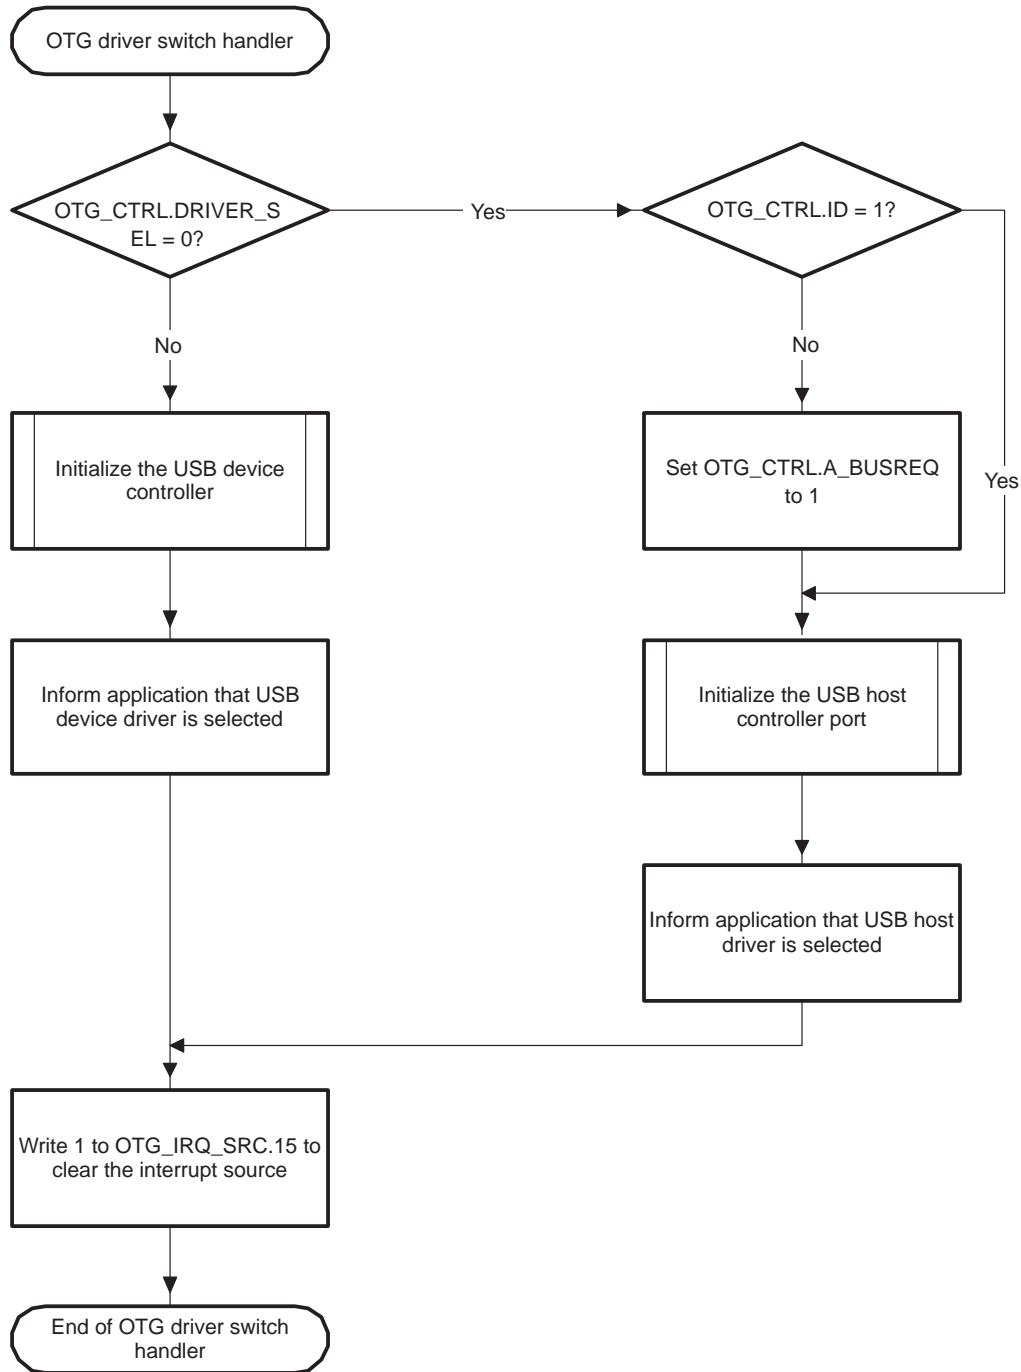 OTG driver switch handler
OTG_CTRL.DRIVER_S
EL = 0?
Yes
OTG_CTRL.ID = 1?
No
No
Initialize the USB device
controller
Set OTG_CTRL.A_BUSREQ
to 1
Yes
Inform application that USB
device driver is selected
Initialize the USB host
controller port
Inform application that USB host
driver is selected
Write 1 to OTG_IRQ_SRC.15 to
clear the interrupt source
End of OTG driver switch
handler